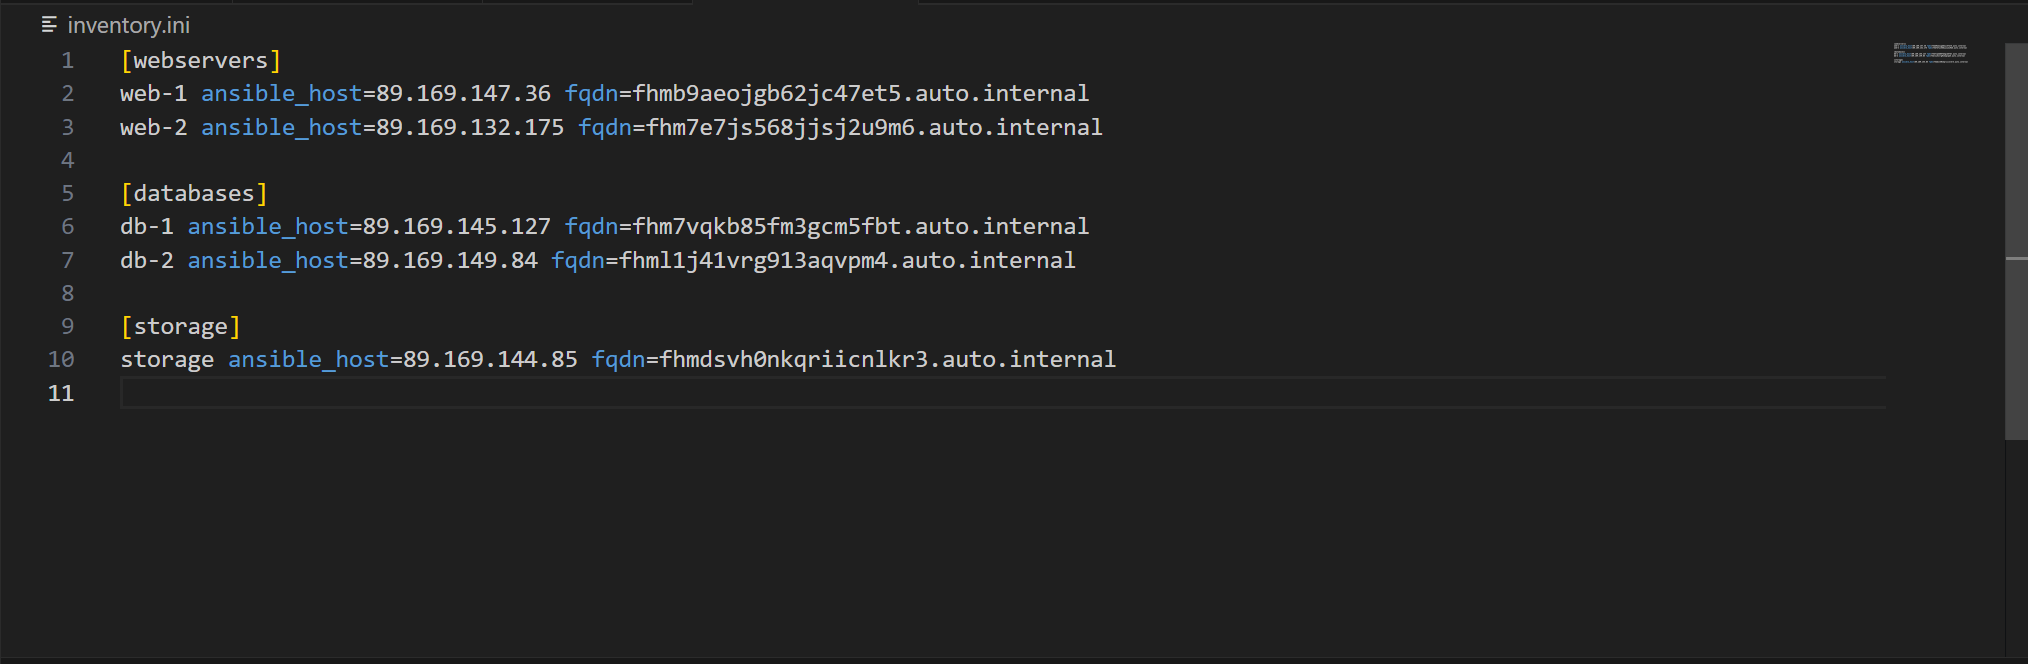 inventory.ini
1 [webservers]
2 web-1 ansible_host=89.169.147.36 fqdn=fhmb9aeojgb62jc47et5.auto.internal
3 web-2 ansible_host=89.169.132.175 fqdn=fhm7e7js568jjsj2u9m6.auto.internal
4
5 [databases]
6 db-1 ansible_host=89.169.145.127 fqdn=fhm7vqkb85fm3gcm5fbt.auto.internal
7 db-2 ansible_host=89.169.149.84 fqdn=fhml1j41vrg913aqvpm4.auto.internal
8
9 [storage]
10 storage ansible_host=89.169.144.85 fqdn=fhmdsvh0nkqriicnlkr3.auto.internal
11